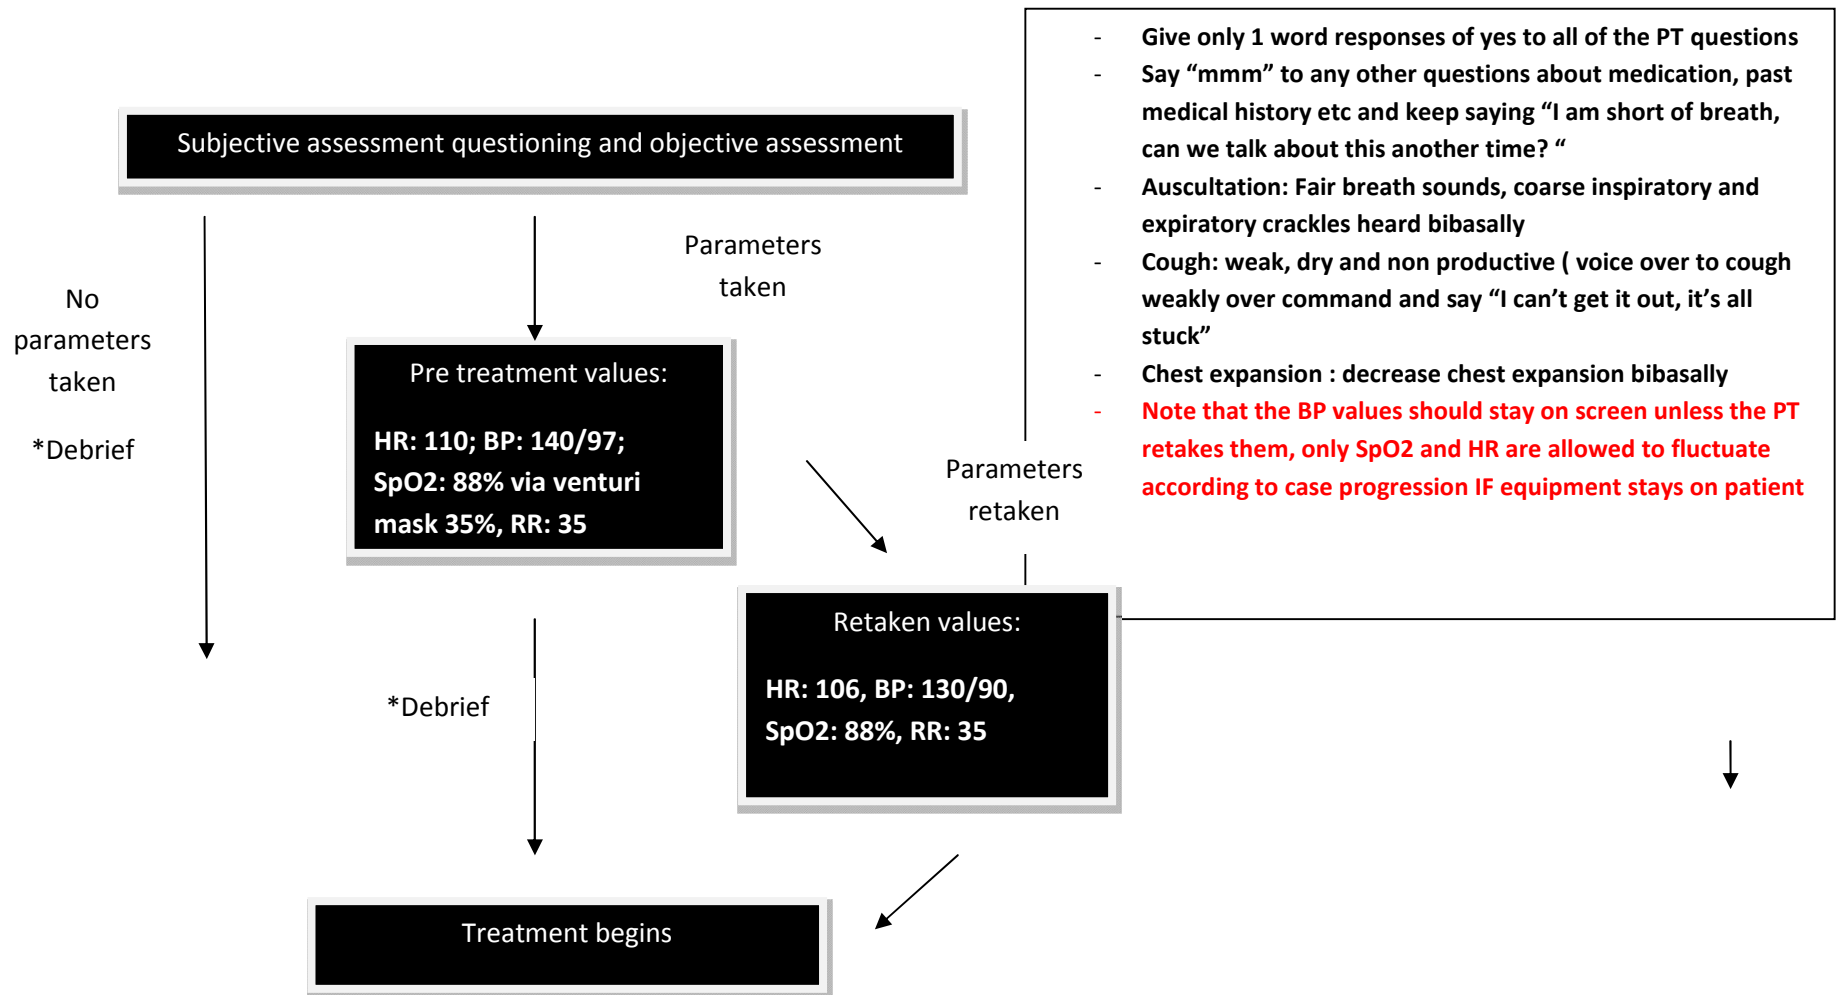 Subjective assessment questioning and objective assessment
No
parameters
taken
*Debrief
Parameters
taken
Pre treatment values:
HR: 110; BP: 140/97;
SpO2: 88% via venturi
mask 35%, RR: 35
*Debrief
Parameters
retaken
Retaken values:
HR: 106, BP: 130/90,
SpO2: 88%, RR: 35
Treatment begins
- Give only 1 word responses of yes to all of the PT questions
- Say “mmm” to any other questions about medication, past
medical history etc and keep saying “I am short of breath,
can we talk about this another time? “
- Auscultation: Fair breath sounds, coarse inspiratory and
expiratory crackles heard bibasally
- Cough: weak, dry and non productive ( voice over to cough
weakly over command and say “I can’t get it out, it’s all
stuck”
- Chest expansion : decrease chest expansion bibasally
- Note that the BP values should stay on screen unless the PT
retakes them, only SpO2 and HR are allowed to fluctuate
according to case progression IF equipment stays on patient